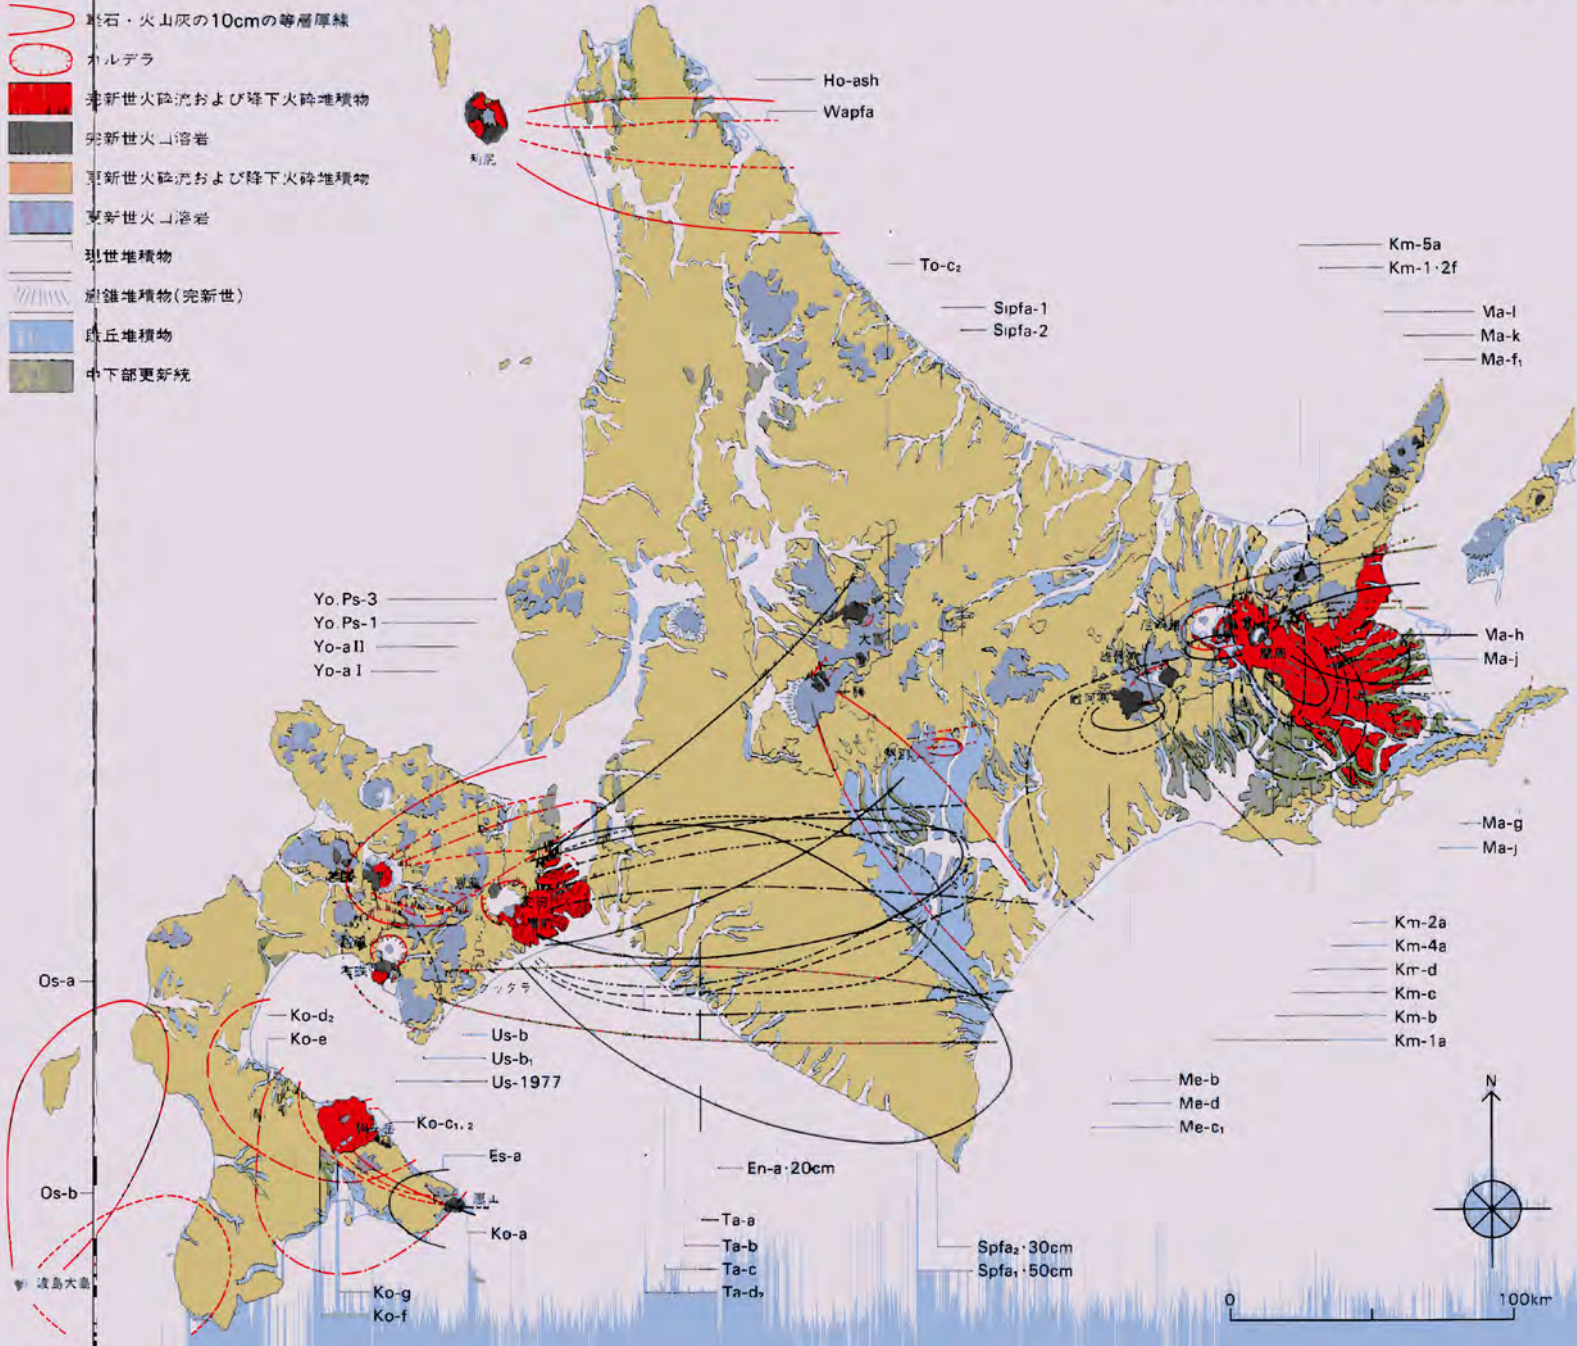 軽石・火山灰の10cmの等層厚線
カルデラ
完新世火砕流および降下火砕堆積物
完新世火山溶岩
更新世火砕流および降下火砕堆積物
更新世火山溶岩
現世堆積物
崖錐堆積物(完新世)
段丘堆積物
中下部更新統
Ho-ash
Wapfa
利尻
To-c₂
Sipfa-1
Sipfa-2
Km-5a
Km-1·2f
Ma-l
Ma-k
Ma-f₁
Yo.Ps-3
Yo.Ps-1
Yo-aII
Yo-a I
大雪
摩周
Ma-h
Ma-j
Ma-g
Ma-j
Km-2a
Km-4a
Km-d
Km-c
Km-b
Km-1a
Me-b
Me-d
Me-c₁
Os-a
Os-b
Ko-d₂
Ko-e
Us-b
Us-b₁
Us-1977
Ko-c₁,₂
Es-a
恵山
Ko-a
Ko-g
Ko-f
渡島大島
En-a·20cm
Ta-a
Ta-b
Ta-c
Ta-d₂
Spfa₂·30cm
Spfa₁·50cm
N
0
100km